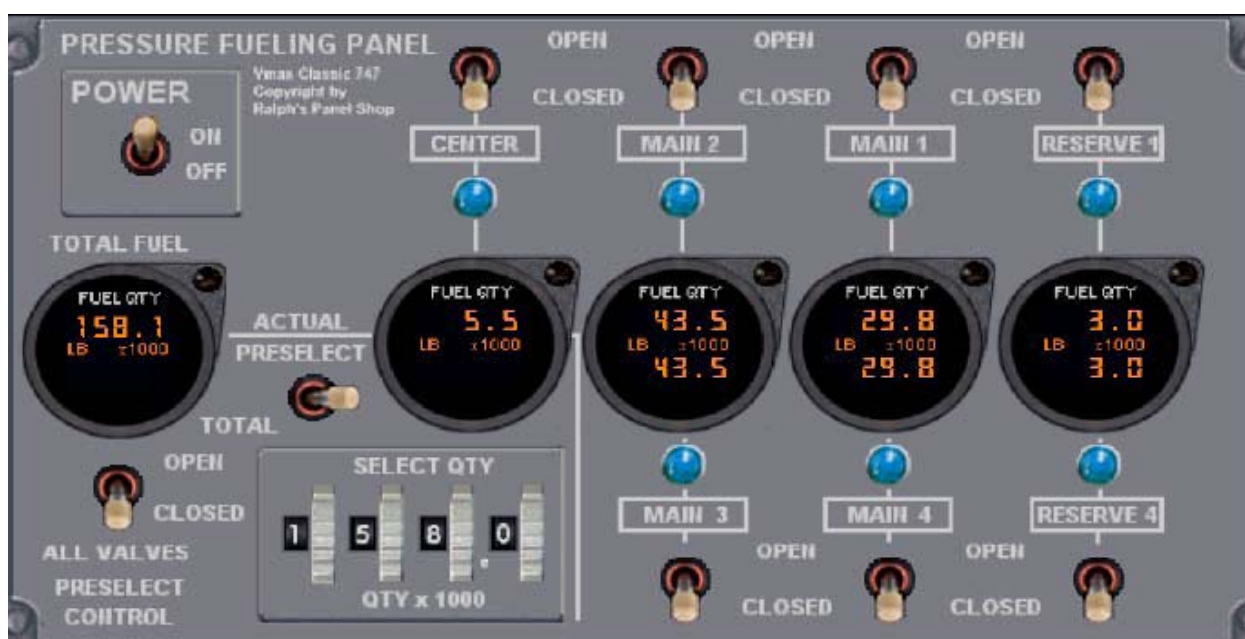 PRESSURE FUELING PANEL
Vmax Classic 747
Copyright by
Ralph's Panel Shop
POWER
ON
OFF
OPEN
CLOSED
OPEN
CLOSED
OPEN
CLOSED
CENTER
MAIN 2
MAIN 1
RESERVE 1
TOTAL FUEL
FUEL QTY
158.1
LB x1000
ACTUAL
PRESELECT
TOTAL
FUEL QTY
5.5
LB x1000
FUEL QTY
43.5
LB x1000
43.5
FUEL QTY
29.8
LB x1000
29.8
FUEL QTY
3.0
LB x1000
3.0
OPEN
CLOSED
ALL VALVES
PRESELECT
CONTROL
SELECT QTY
1 5 8.0
QTY x 1000
MAIN 3
MAIN 4
RESERVE 4
OPEN
CLOSED
OPEN
CLOSED